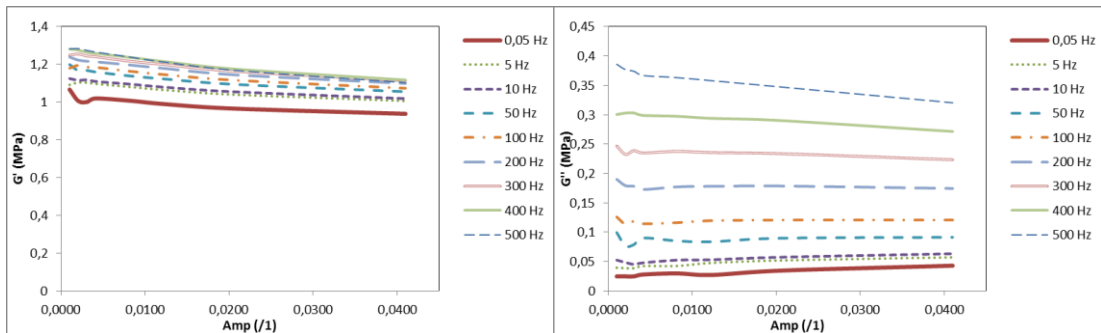 1,4
1,2
1
0,8
0,6
0,4
0,2
0
G' (MPa)
0,0000
0,0100
0,0200
0,0300
0,0400
Amp (/1)
0,05 Hz
5 Hz
10 Hz
50 Hz
100 Hz
200 Hz
300 Hz
400 Hz
500 Hz
0,45
0,4
0,35
0,3
0,25
0,2
0,15
0,1
0,05
0
G'' (MPa)
0,0000
0,0100
0,0200
0,0300
0,0400
Amp (/1)
0,05 Hz
5 Hz
10 Hz
50 Hz
100 Hz
200 Hz
300 Hz
400 Hz
500 Hz